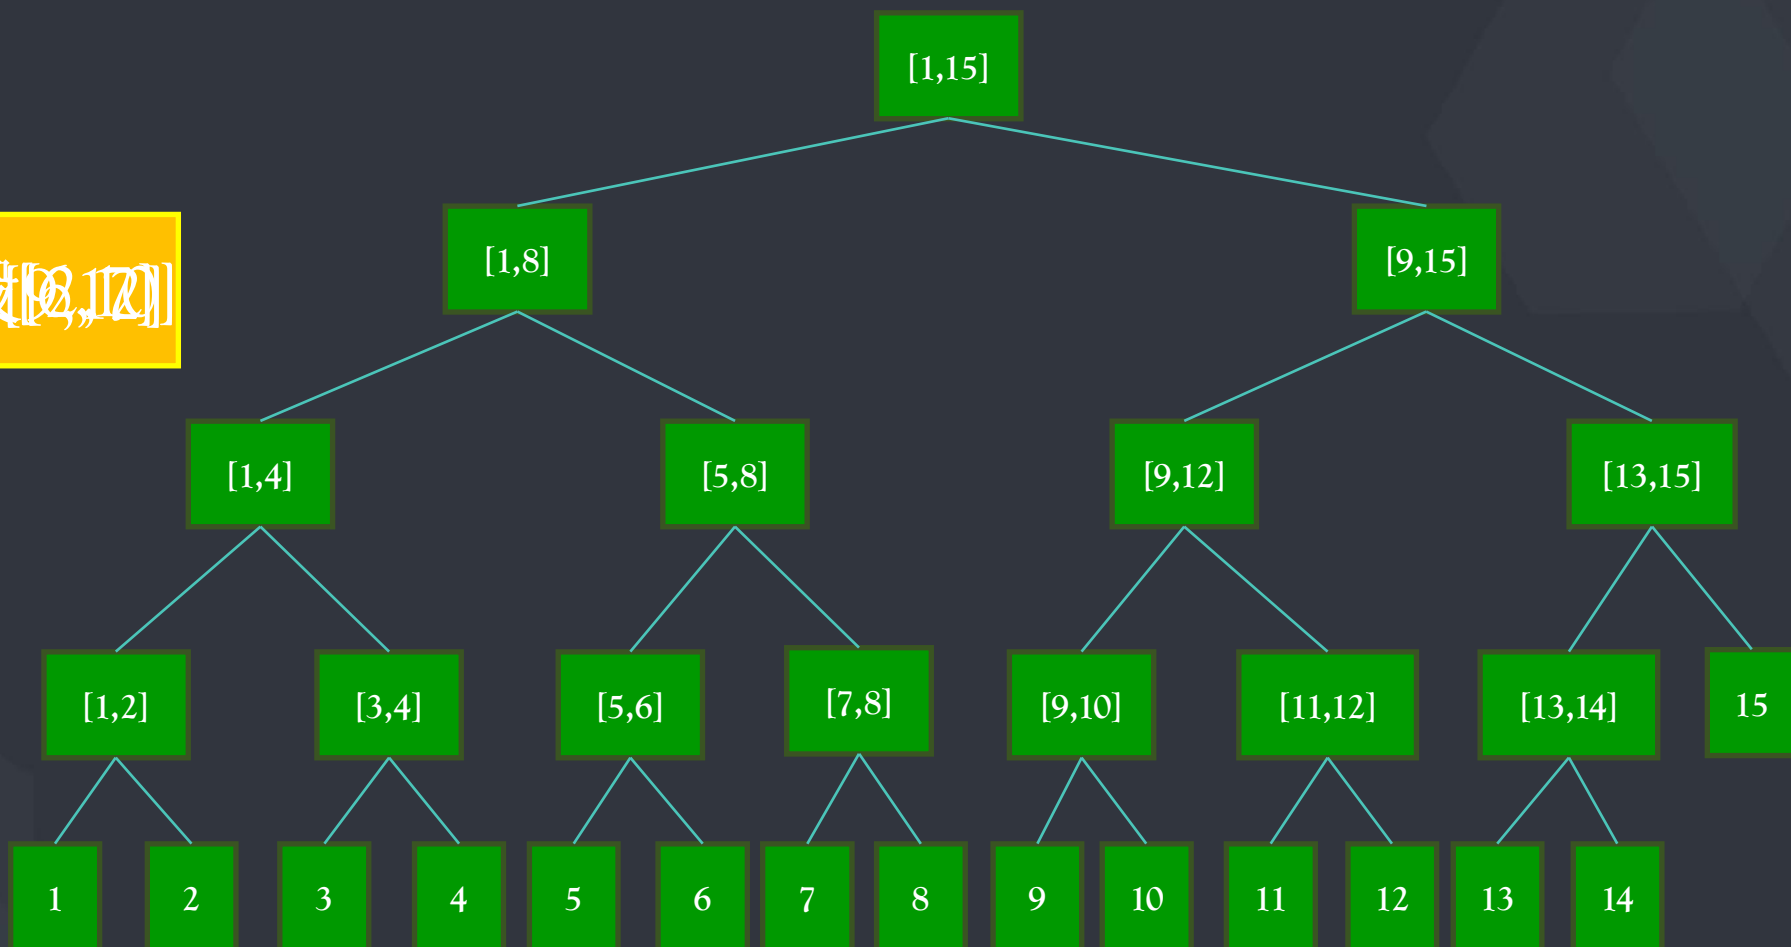 [1,15]
[1,8] [9,15]
[1,4] [5,8] [9,12] [13,15]
[1,2] [3,4] [5,6] [7,8] [9,10] [11,12] [13,14] 15
1 2 3 4 5 6 7 8 9 10 11 12 13 14